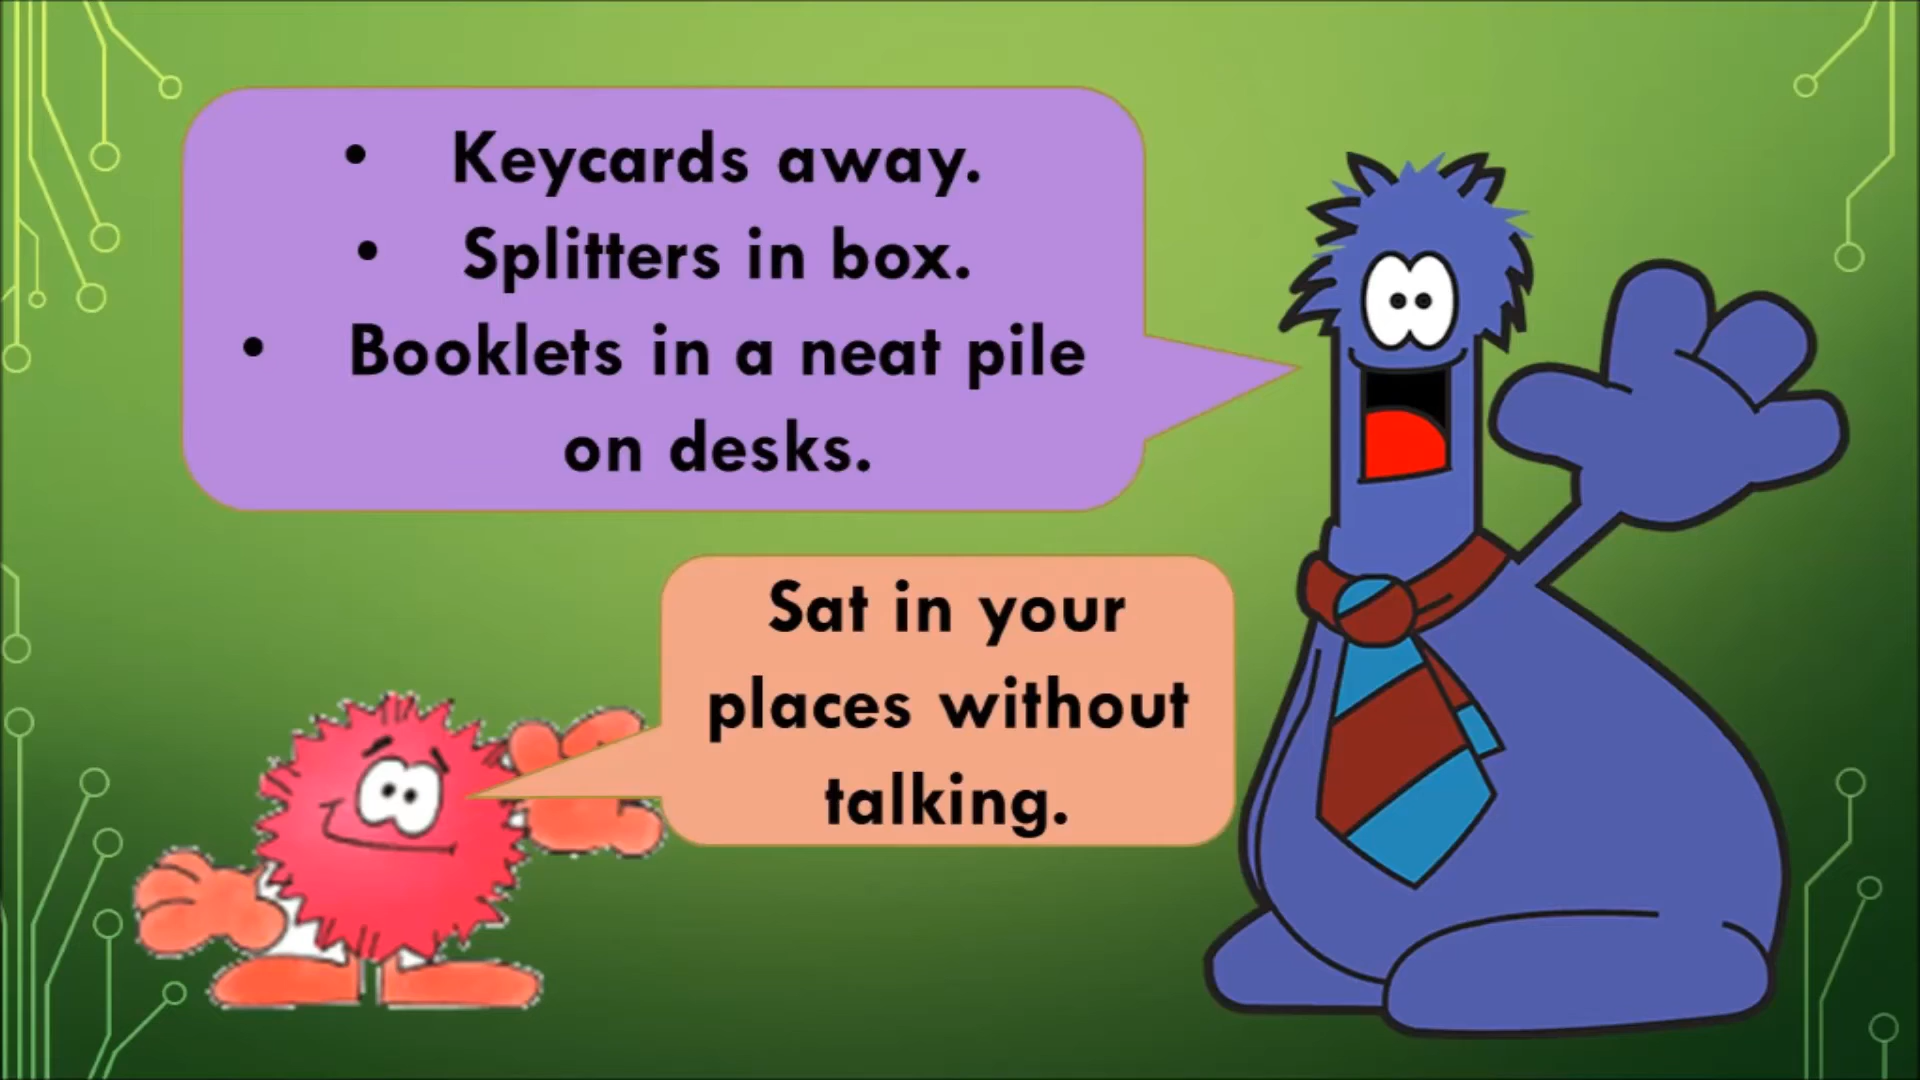 • Keycards away.
• Splitters in box.
• Booklets in a neat pile
on desks.
Sat in your
places without
talking.